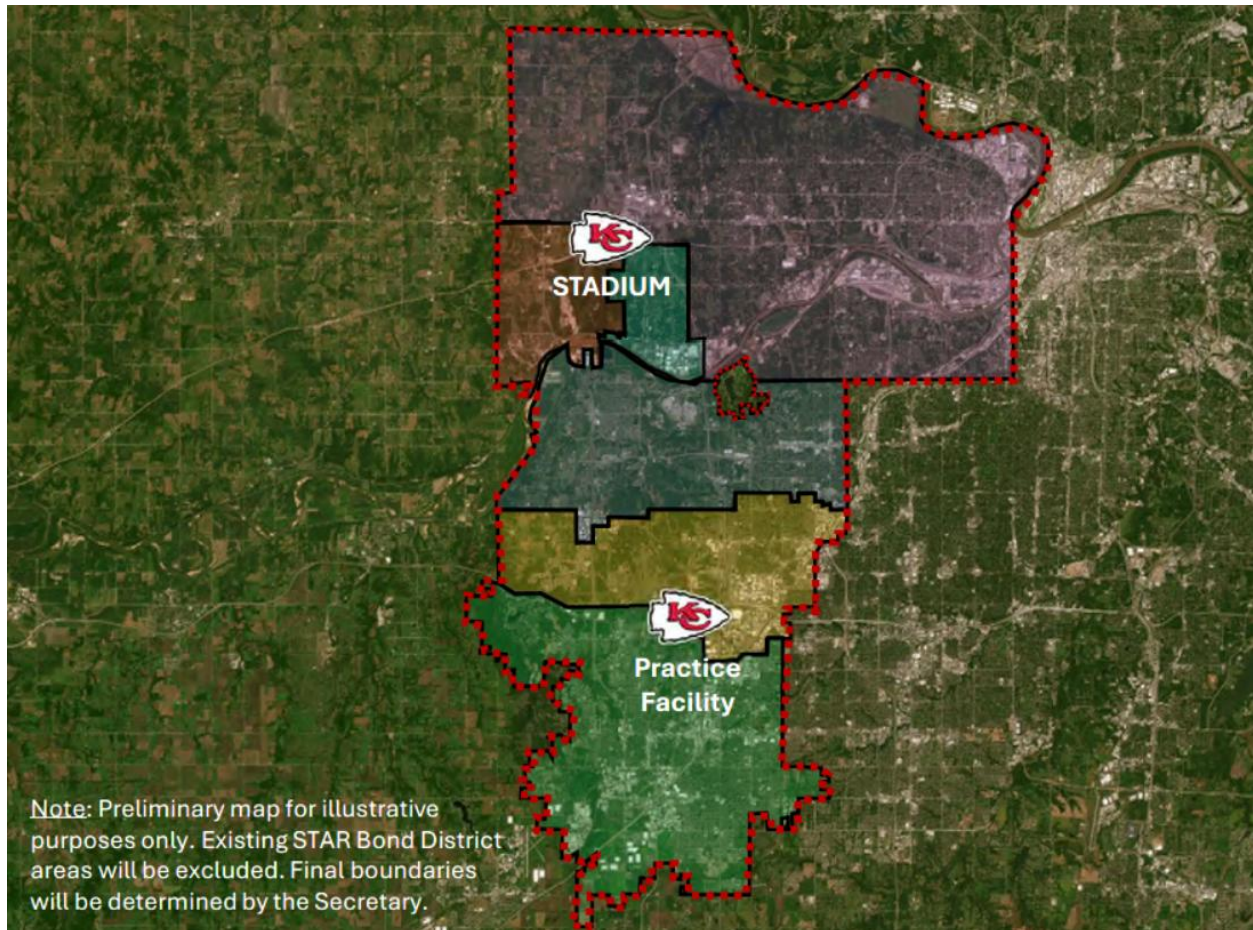 KC
STADIUM
KC
Practice
Facility
Note: Preliminary map for illustrative
purposes only. Existing STAR Bond District
areas will be excluded. Final boundaries
will be determined by the Secretary.